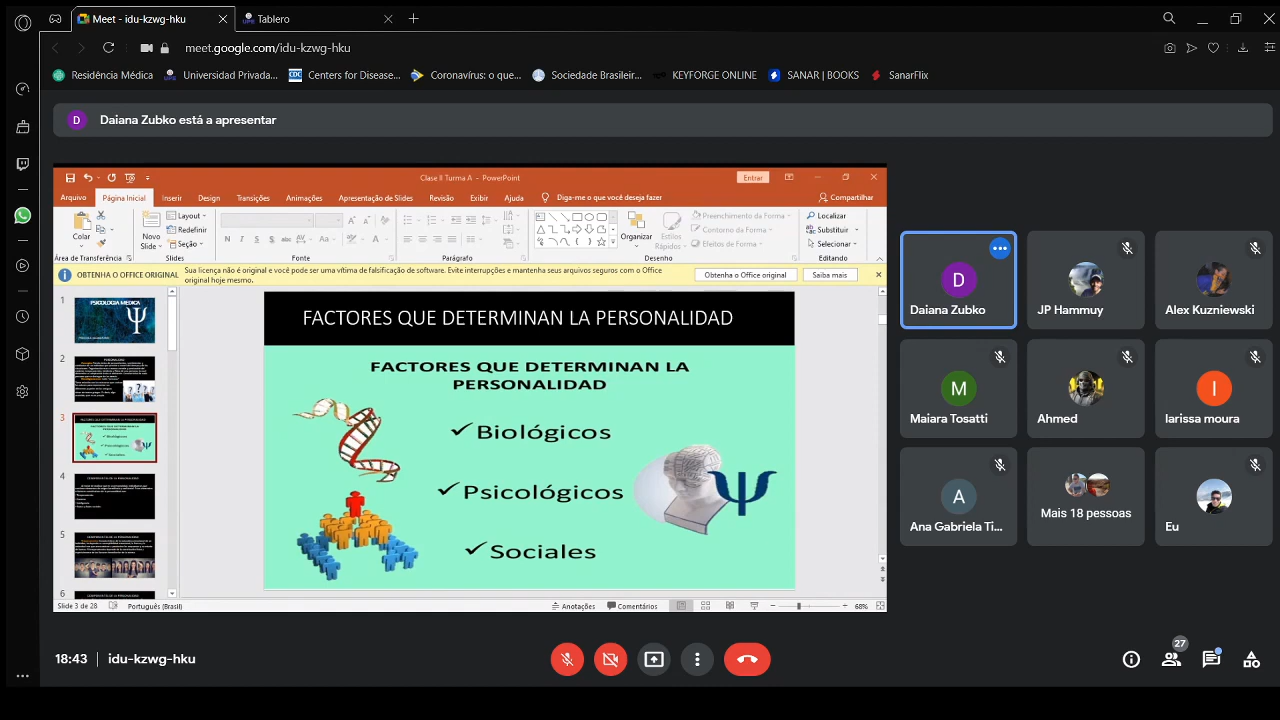 Meet - idu-kzwg-hku
Tablero
meet.google.com/idu-kzwg-hku
Residência Médica
Universidad Privada...
Centers for Disease...
Coronavírus: o que...
Sociedade Brasileir...
KEYFORGE ONLINE
SANAR | BOOKS
SanarFlix
D
Daiana Zubko está a apresentar
Clase II Turma A - PowerPoint
Entrar
Arquivo
Página Inicial
Inserir
Design
Transições
Animações
Apresentação de Slides
Revisão
Exibir
Ajuda
Diga-me o que você deseja fazer
Compartilhar
Colar
Área de Transferência
Novo
Slide
Layout
Redefinir
Seção
Slides
Fonte
Parágrafo
Organizar
Estilos
Rápidos
Preenchimento da Forma
Contorno da Forma
Efeitos de Forma
Desenho
Localizar
Substituir
Selecionar
Editando
OBTENHA O OFFICE ORIGINAL
Sua licença não é original e você pode ser uma vítima de falsificação de software. Evite interrupções e mantenha seus arquivos seguros com o Office
original hoje mesmo.
Obtenha o Office original
Saiba mais
1
PSICOLOGIA MEDICA
2
3
4
5
6
FACTORES QUE DETERMINAN LA PERSONALIDAD
FACTORES QUE DETERMINAN LA
PERSONALIDAD
Biológicos
Psicológicos
Sociales
Slide 3 de 28
Português (Brasil)
Anotações
Comentários
68%
D
Daiana Zubko
JP Hammuy
Alex Kuzniewski
M
Maiara Tosttti
Ahmed
I
larissa moura
A
Ana Gabriela Ti...
Mais 18 pessoas
Eu
18:43 | idu-kzwg-hku
27